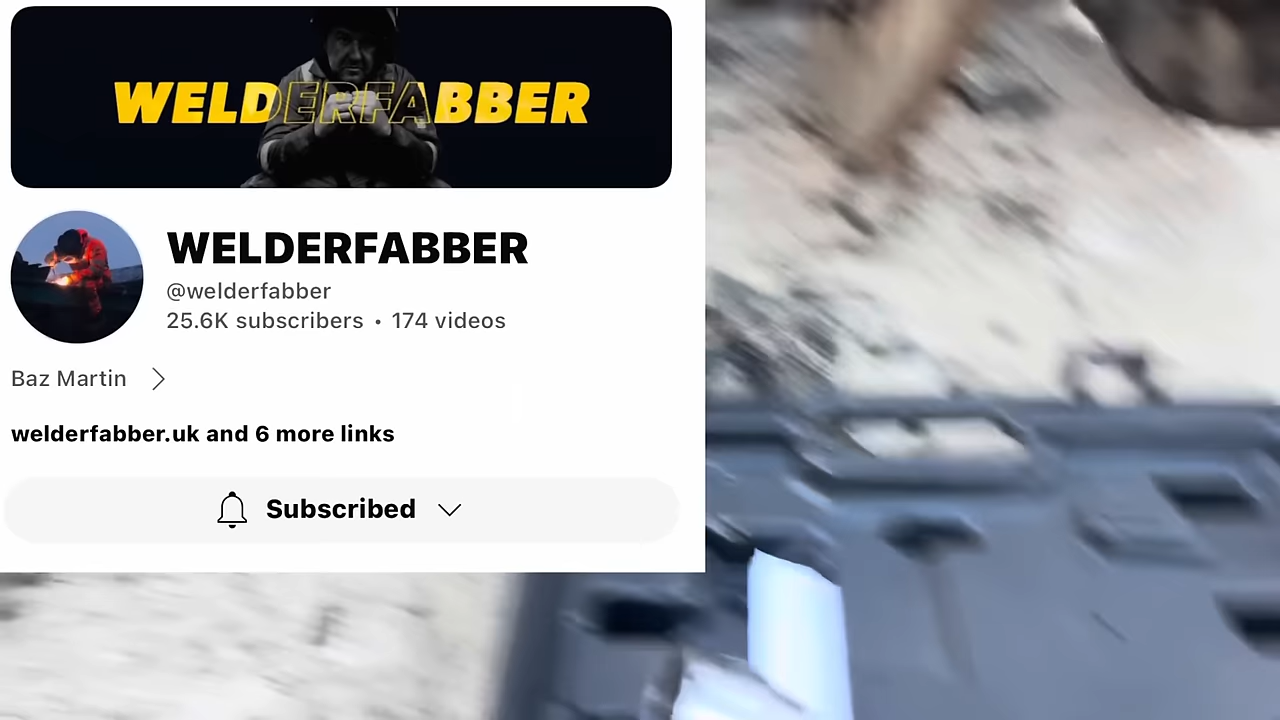 WELDERFABBER
WELDERFABBER
@welderfabber
25.6K subscribers • 174 videos
Baz Martin
welderfabber.uk and 6 more links
Subscribed